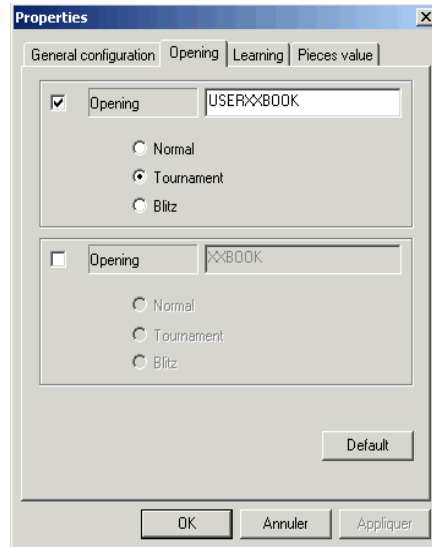 Properties
General configuration Opening Learning Pieces value
Opening USERXXBOOK
Normal
Tournament
Blitz
Opening XXBOOK
Normal
Tournament
Blitz
Default
OK Annuler Appliquer